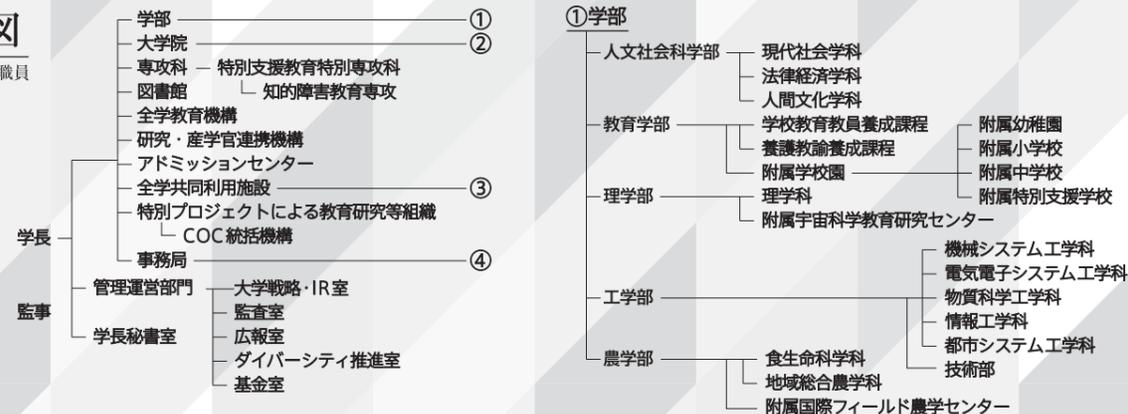 図
職員
学部 ①
大学院 ②
専攻科 特別支援教育特別専攻科
図書館 知的障害教育専攻
全学教育機構
研究・産学官連携機構
アドミッションセンター
全学共同利用施設 ③
特別プロジェクトによる教育研究等組織
COC統括機構
学長
事務局 ④
管理運営部門 大学戦略・IR室
監事 監査室
学長秘書室 広報室
ダイバーシティ推進室
基金室
①学部
人文社会科学部 現代社会学科
法律経済学科
人間文化学科
教育学部 学校教育教員養成課程 附属幼稚園
養護教諭養成課程 附属小学校
附属学校園 附属中学校
理学部 理学科 附属特別支援学校
附属宇宙科学教育研究センター
機械システム工学科
電気電子システム工学科
工学部 物質科学工学科
情報工学科
都市システム工学科
農学部 食生命科学科 技術部
地域総合農学科
附属国際フィールド農学センター